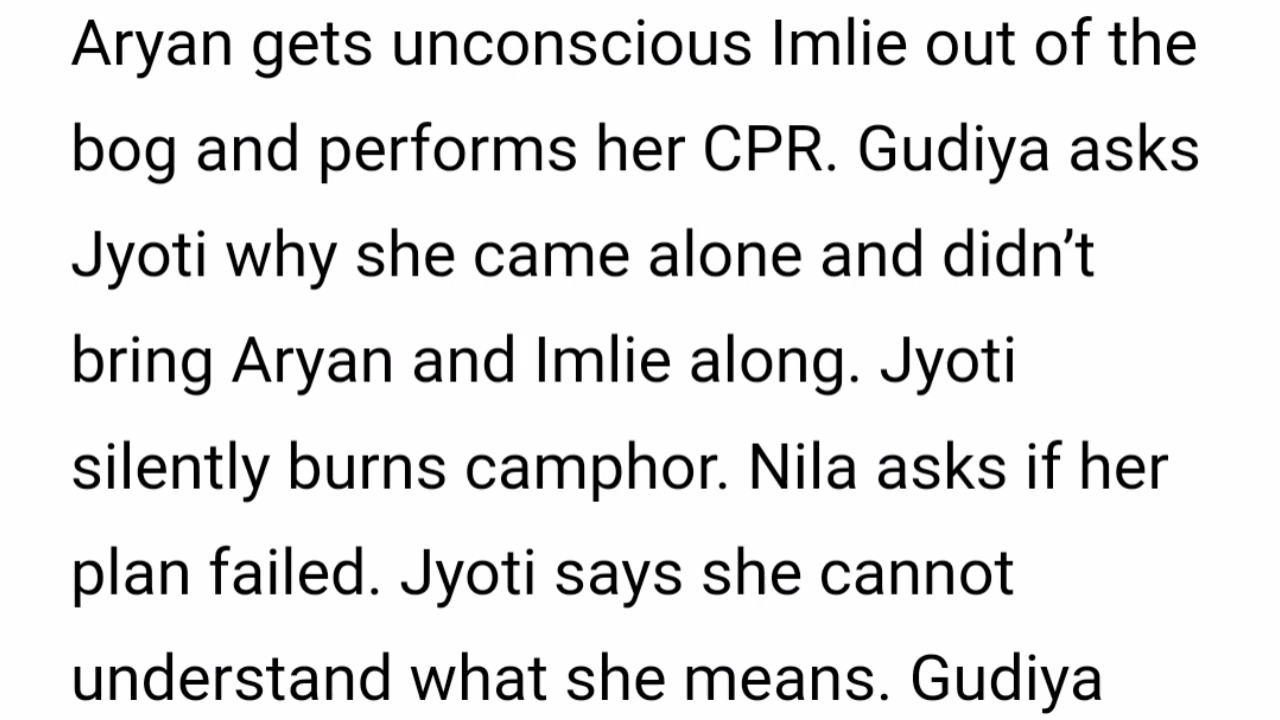 Aryan gets unconscious Imlie out of the
bog and performs her CPR. Gudiya asks
Jyoti why she came alone and didn’t
bring Aryan and Imlie along. Jyoti
silently burns camphor. Nila asks if her
plan failed. Jyoti says she cannot
understand what she means. Gudiya